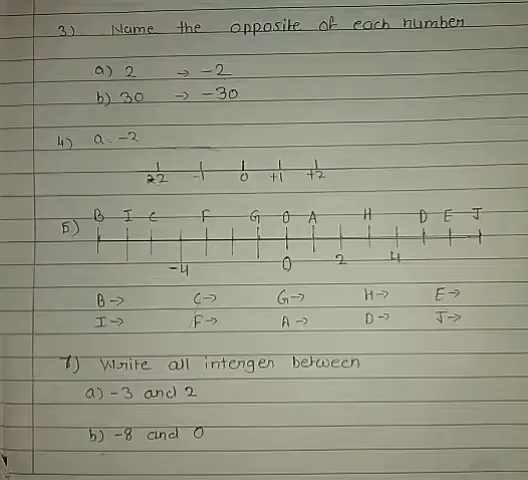 3) Name the opposite of each number
a) 2 → -2
b) 30 → -30
4) a = -2
-2 -1 0 +1 +2
5) B I C F G O A H D E J
-4 0 2 4
B→ C→ G→ H→ E→
I→ F→ A→ D→ J→
7) Write all intergen between
a) -3 and 2
b) -8 and 0